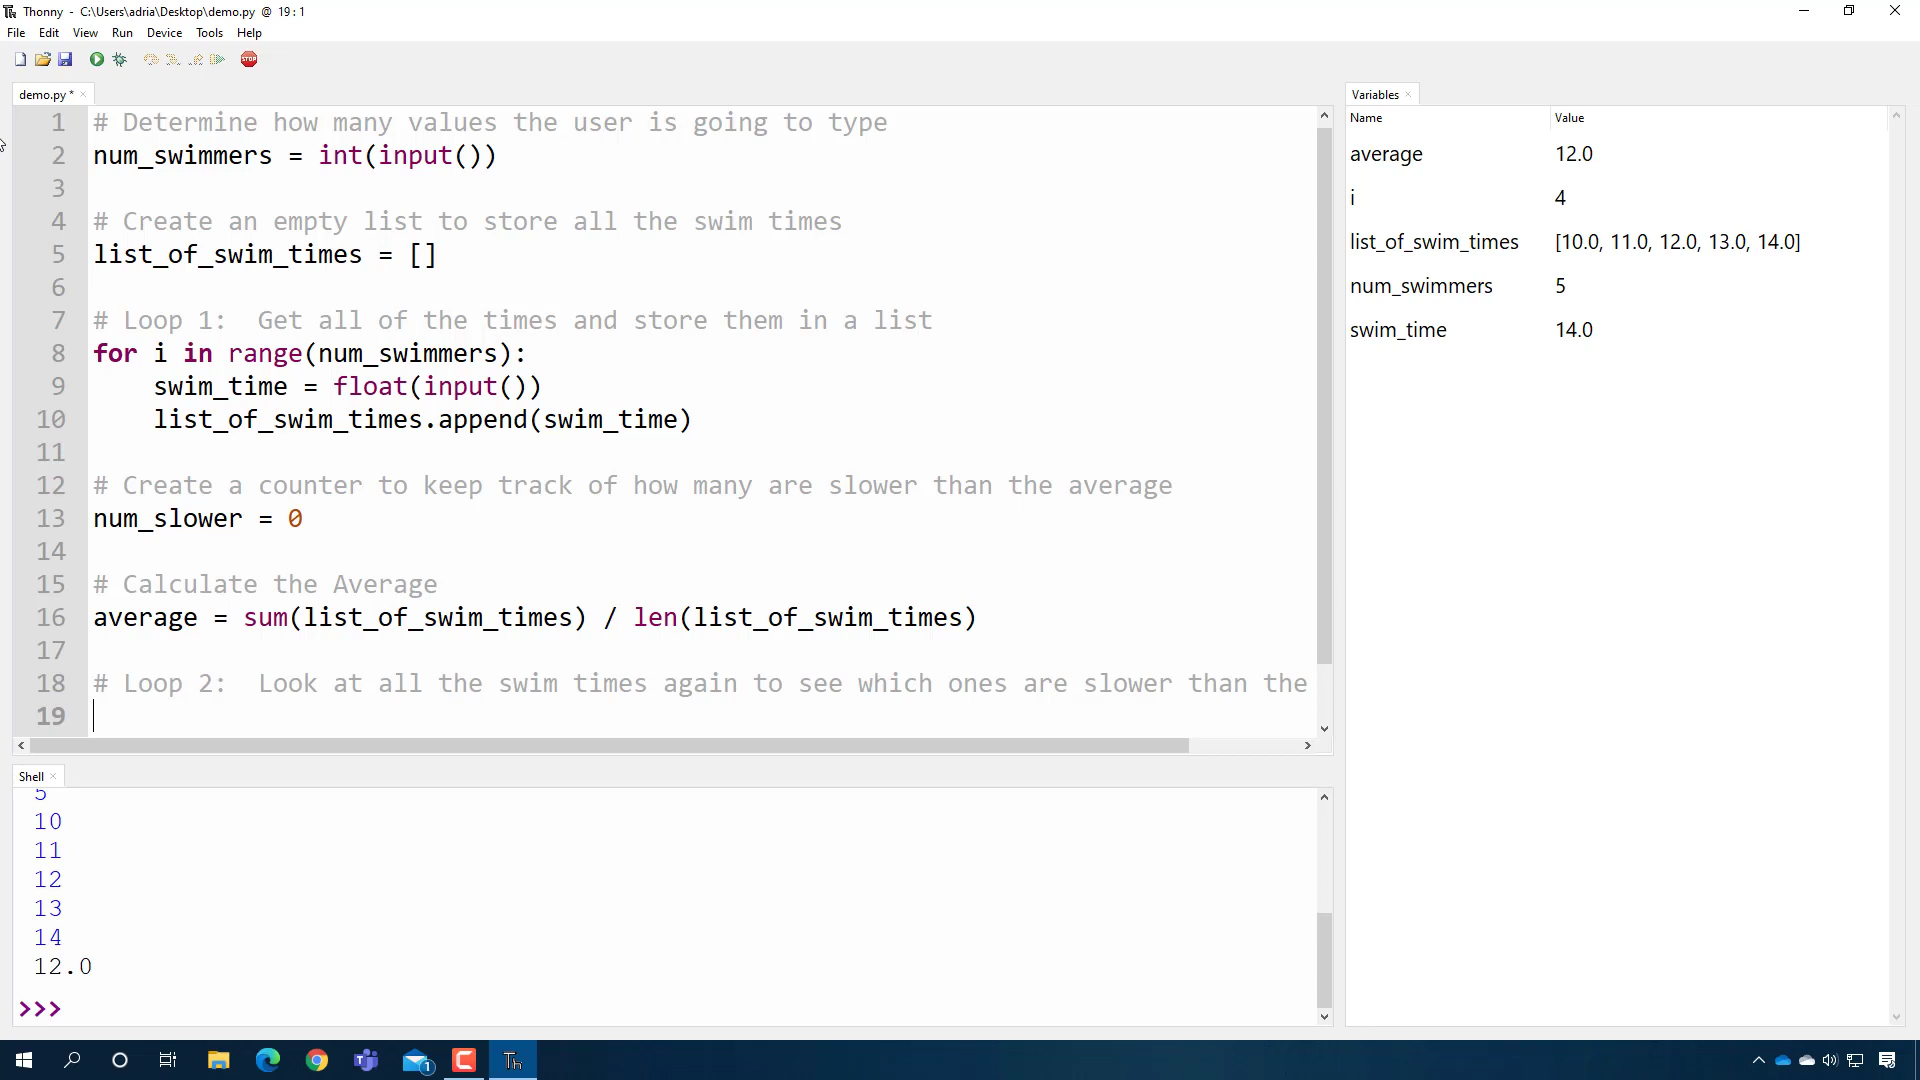 Thonny - C:\Users\adria\Desktop\demo.py @ 19:1
File Edit View Run Device Tools Help
STOP
demo.py *
1 # Determine how many values the user is going to type
2 num_swimmers = int(input())
3
4 # Create an empty list to store all the swim times
5 list_of_swim_times = []
6
7 # Loop 1:  Get all of the times and store them in a list
8 for i in range(num_swimmers):
9     swim_time = float(input())
10     list_of_swim_times.append(swim_time)
11
12 # Create a counter to keep track of how many are slower than the average
13 num_slower = 0
14
15 # Calculate the Average
16 average = sum(list_of_swim_times) / len(list_of_swim_times)
17
18 # Loop 2:  Look at all the swim times again to see which ones are slower than the
19
Shell
5
10
11
12
13
14
12.0
>>>
Variables
Name Value
average 12.0
i 4
list_of_swim_times [10.0, 11.0, 12.0, 13.0, 14.0]
num_swimmers 5
swim_time 14.0
1
Th